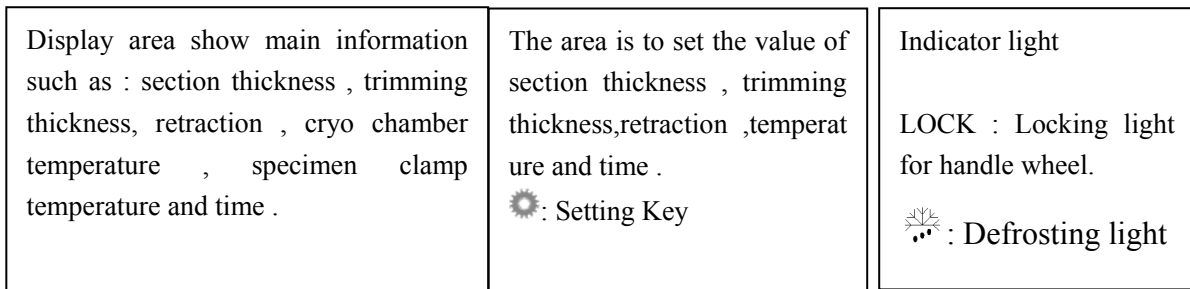 Display area show main information
such as : section thickness , trimming
thickness, retraction , cryo chamber
temperature , specimen clamp
temperature and time .
The area is to set the value of
section thickness , trimming
thickness,retraction ,temperat
ure and time .
: Setting Key
Indicator light
LOCK : Locking light
for handle wheel.
: Defrosting light